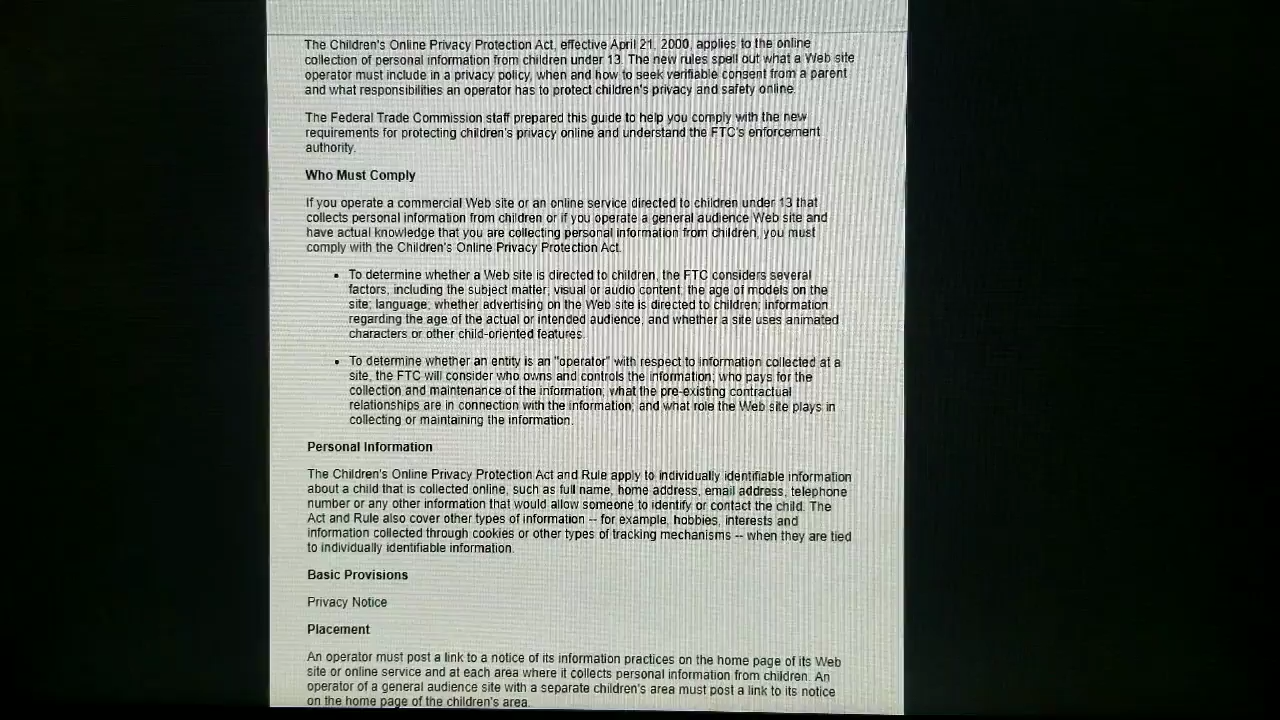 The Children's Online Privacy Protection Act, effective April 21, 2000, applies to the online
collection of personal information from children under 13. The new rules spell out what a Web site
operator must include in a privacy policy, when and how to seek verifiable consent from a parent
and what responsibilities an operator has to protect children's privacy and safety online.
The Federal Trade Commission staff prepared this guide to help you comply with the new
requirements for protecting children's privacy online and understand the FTC's enforcement
authority.
Who Must Comply
If you operate a commercial Web site or an online service directed to children under 13 that
collects personal information from children or if you operate a general audience Web site and
have actual knowledge that you are collecting personal information from children, you must
comply with the Children's Online Privacy Protection Act.
• To determine whether a Web site is directed to children, the FTC considers several
factors, including the subject matter; visual or audio content; the age of models on the
site; language; whether advertising on the Web site is directed to children; information
regarding the age of the actual or intended audience; and whether a site uses animated
characters or other child-oriented features.
• To determine whether an entity is an "operator" with respect to information collected at a
site, the FTC will consider who owns and controls the information; who pays for the
collection and maintenance of the information; what the pre-existing contractual
relationships are in connection with the information; and what role the Web site plays in
collecting or maintaining the information.
Personal Information
The Children's Online Privacy Protection Act and Rule apply to individually identifiable information
about a child that is collected online, such as full name, home address, email address, telephone
number or any other information that would allow someone to identify or contact the child. The
Act and Rule also cover other types of information -- for example, hobbies, interests and
information collected through cookies or other types of tracking mechanisms -- when they are tied
to individually identifiable information.
Basic Provisions
Privacy Notice
Placement
An operator must post a link to a notice of its information practices on the home page of its Web
site or online service and at each area where it collects personal information from children. An
operator of a general audience site with a separate children's area must post a link to its notice
on the home page of the children's area.